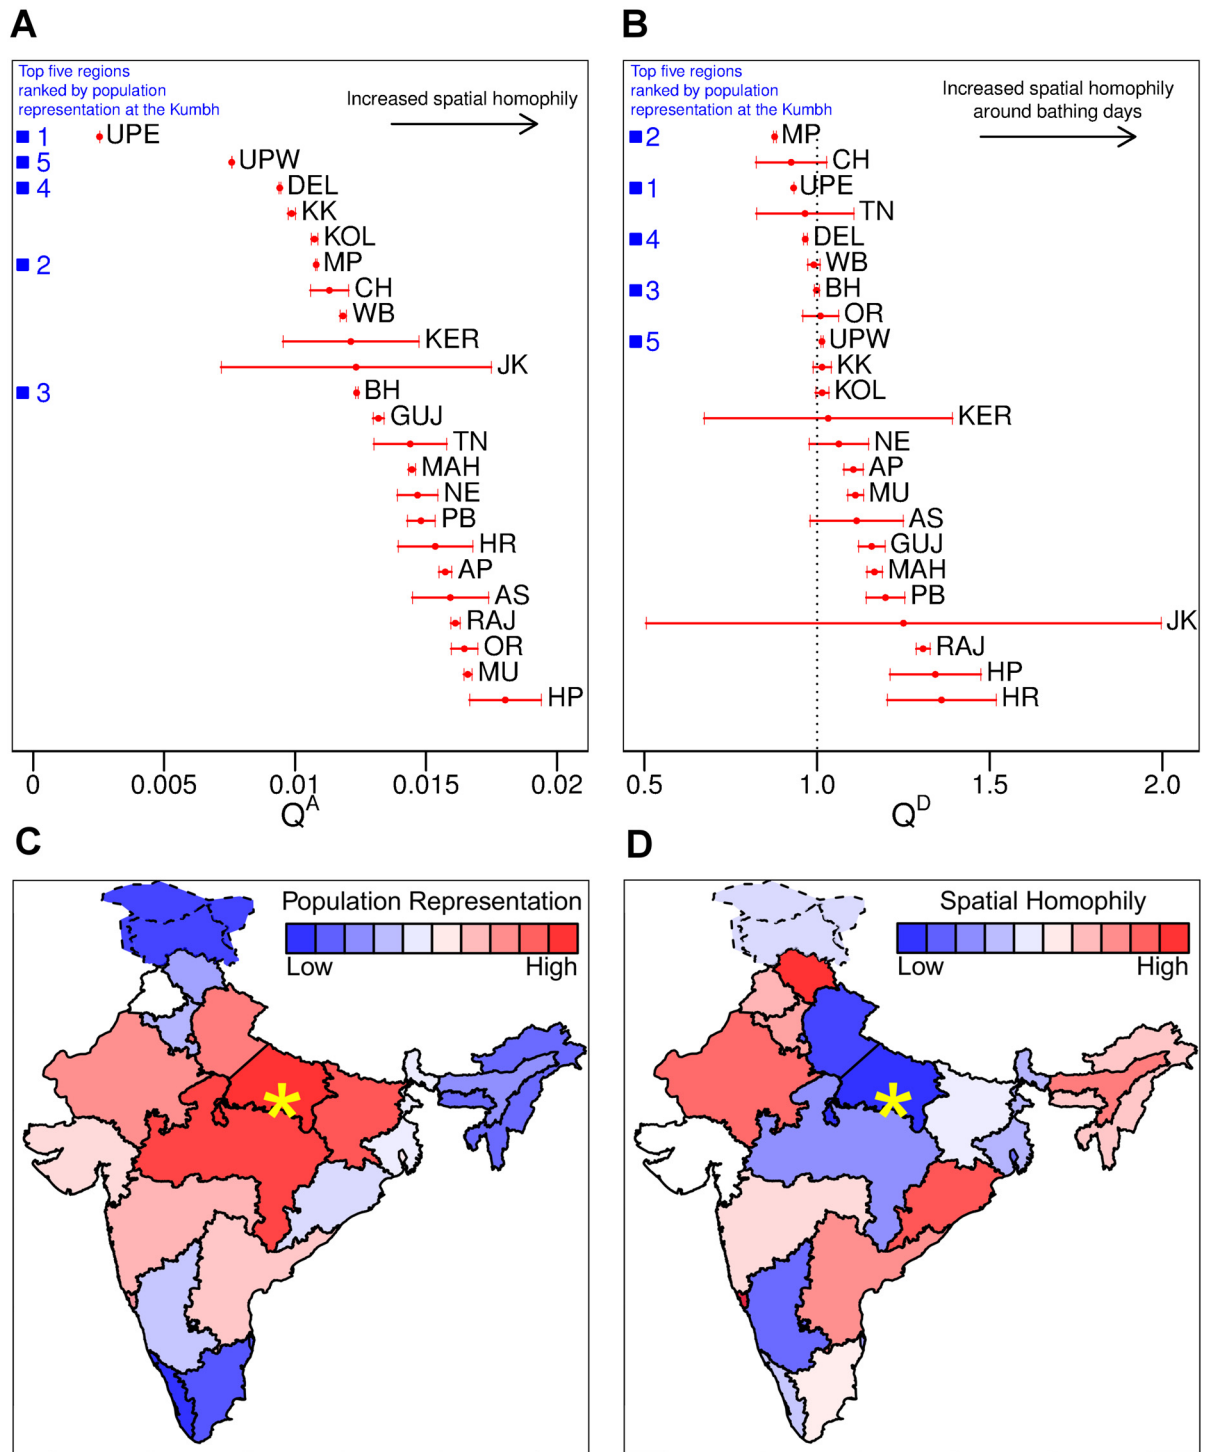 A
Top five regions
ranked by population
representation at the Kumbh
Increased spatial homophily
1 UPE
5 UPW
4 DEL
KK
KOL
2 MP
CH
WB
KER
JK
3 BH
GUJ
TN
MAH
NE
PB
HR
AP
AS
RAJ
OR
MU
HP
0 0.005 0.01 0.015 0.02
Q^A
B
Top five regions
ranked by population
representation at the Kumbh
Increased spatial homophily
around bathing days
2 MP
CH
1 UPE
TN
4 DEL
WB
3 BH
OR
5 UPW
KK
KOL
KER
NE
AP
MU
AS
GUJ
MAH
PB
JK
RAJ
HP
HR
0.5 1.0 1.5 2.0
Q^D
C
Population Representation
Low High
*
D
Spatial Homophily
Low High
*